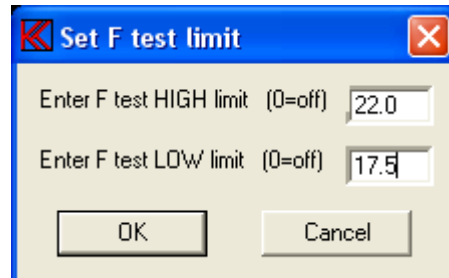 Set F test limit
Enter F test HIGH limit (0=off) 22.0
Enter F test LOW limit (0=off) 17.5
OK Cancel